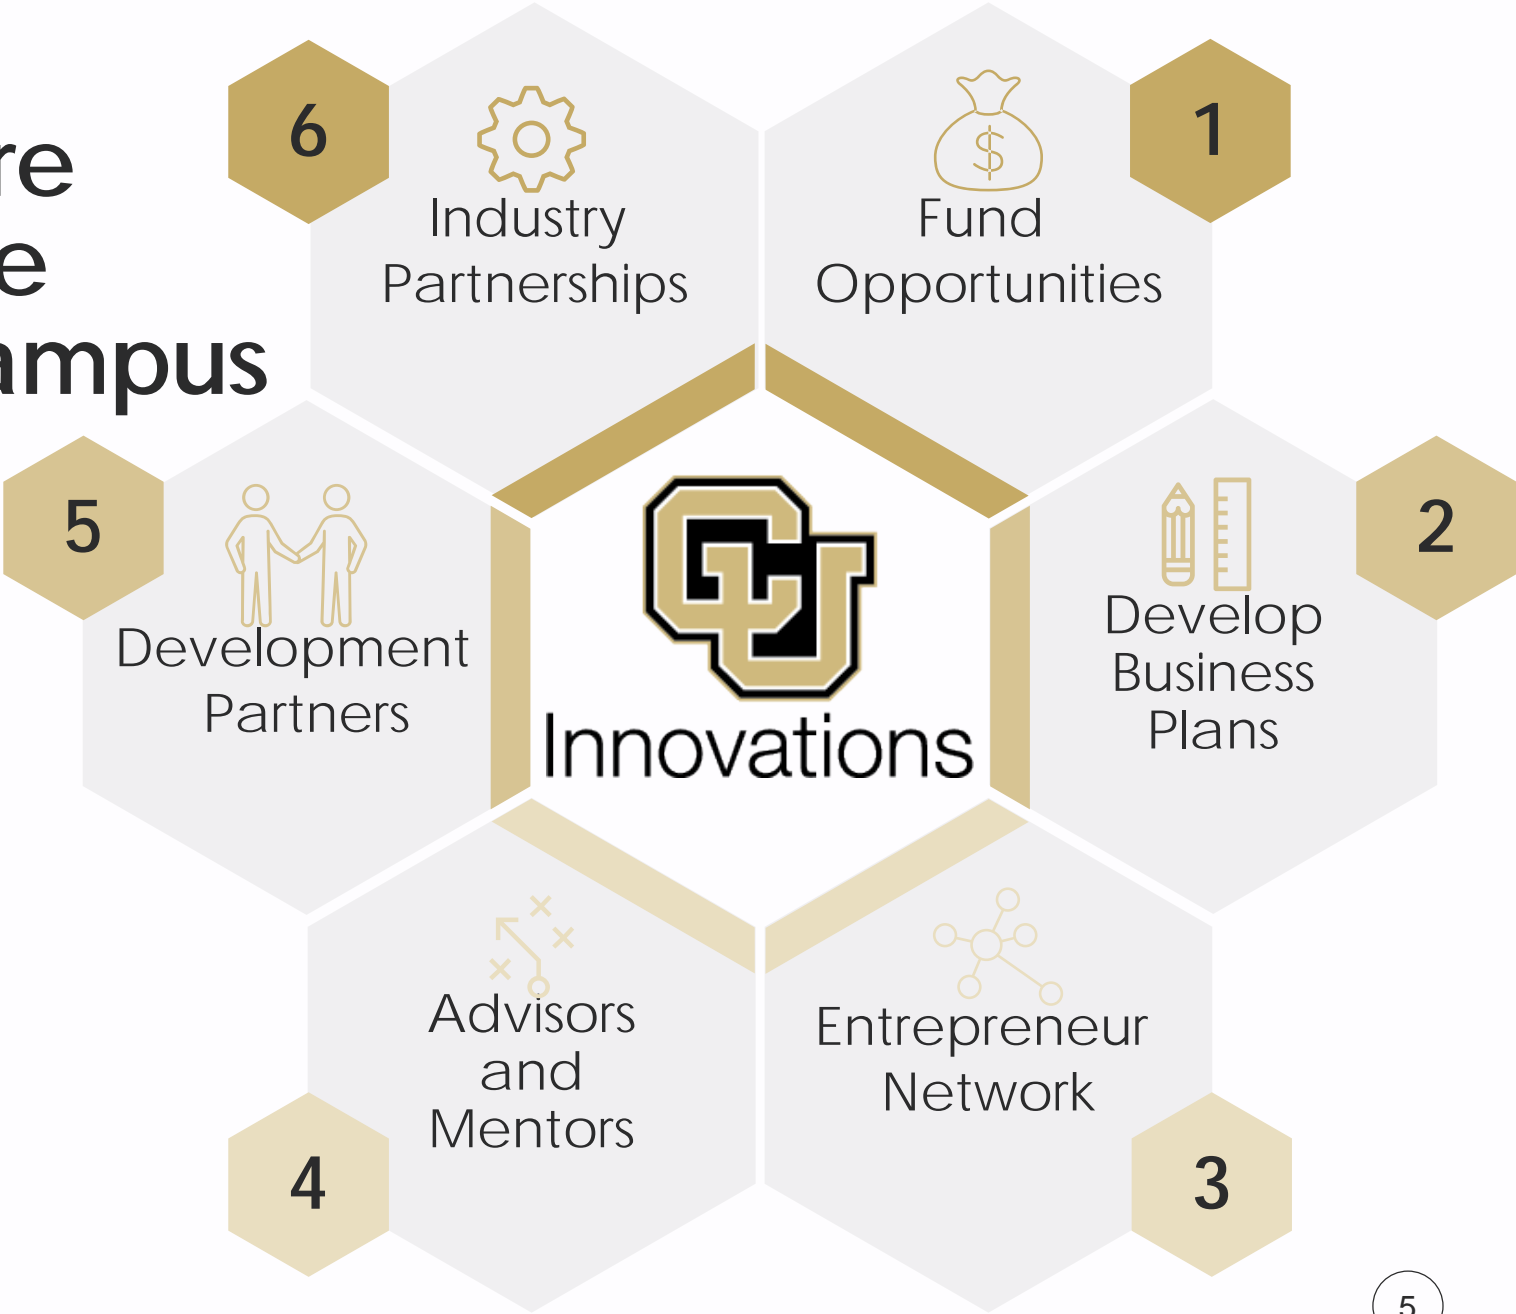 re
e
ampus
6
Industry
Partnerships
1
Fund
Opportunities
5
Development
Partners
CU
Innovations
2
Develop
Business
Plans
4
Advisors
and
Mentors
3
Entrepreneur
Network
5